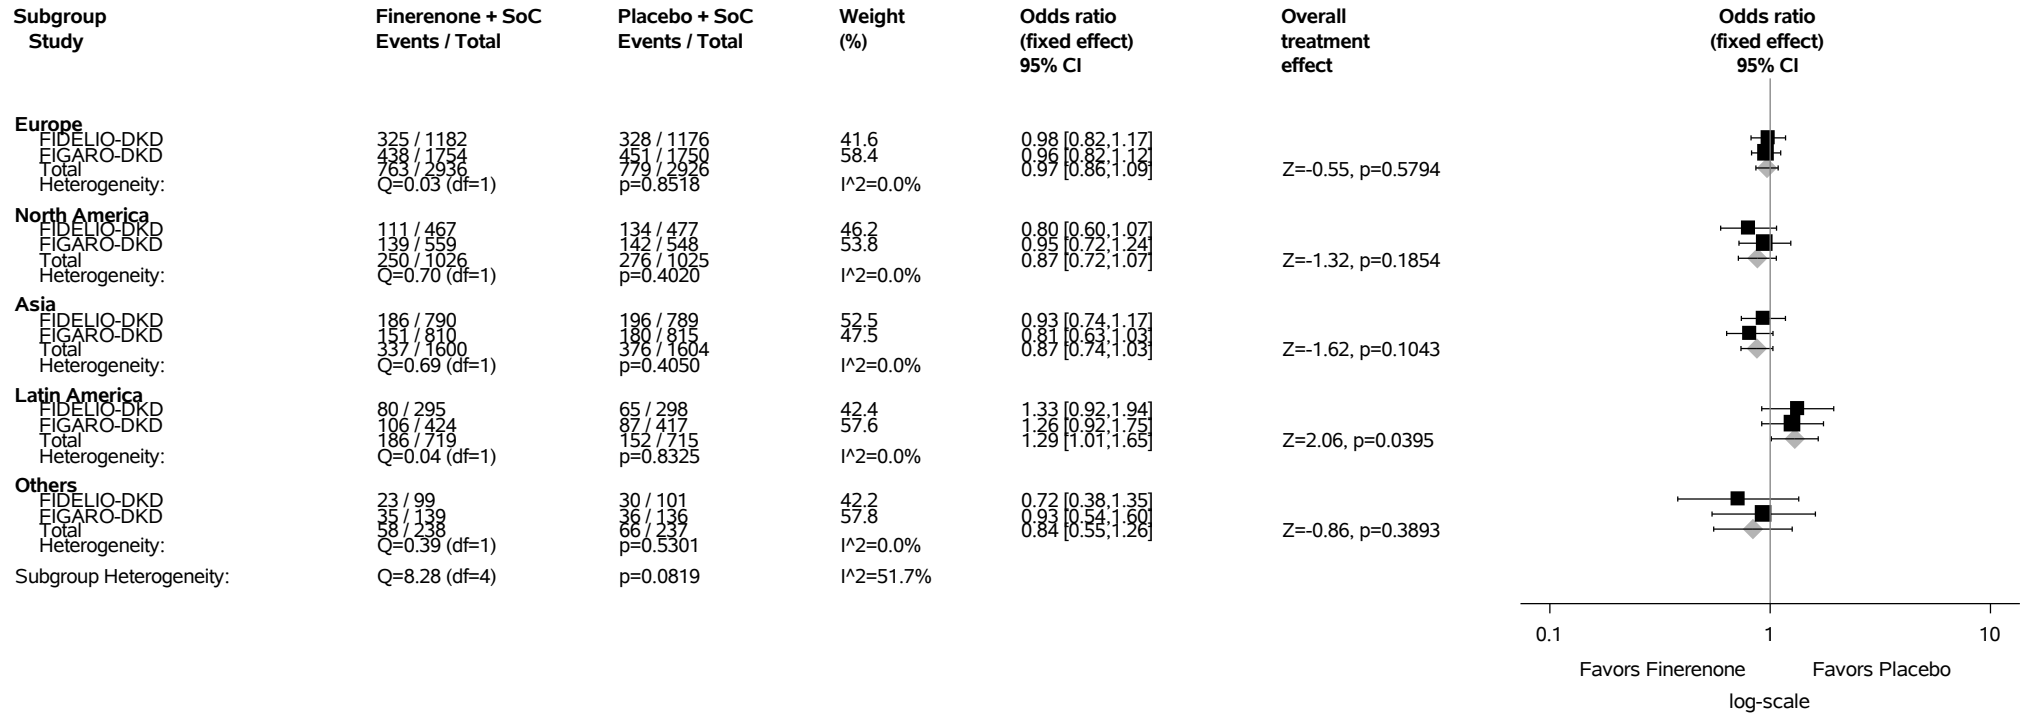 Subgroup Finerenone + SoC Placebo + SoC Weight Odds ratio Overall Odds ratio
Study Events / Total Events / Total (%) (fixed effect) treatment (fixed effect)
95% CI effect 95% CI
Europe
FIDELIO-DKD 325 / 1182 328 / 1176 41.6 0.98 [0.82,1.17]
FIGARO-DKD 438 / 1754 451 / 1750 58.4 0.96 [0.82,1.12]
Total 763 / 2936 779 / 2926 0.97 [0.86,1.09] Z=-0.55, p=0.5794
Heterogeneity: Q=0.03 (df=1) p=0.8518 I^2=0.0%
North America
FIDELIO-DKD 111 / 467 134 / 477 46.2 0.80 [0.60,1.07]
FIGARO-DKD 139 / 559 142 / 548 53.8 0.95 [0.72,1.24]
Total 250 / 1026 276 / 1025 0.87 [0.72,1.07] Z=-1.32, p=0.1854
Heterogeneity: Q=0.70 (df=1) p=0.4020 I^2=0.0%
Asia
FIDELIO-DKD 186 / 790 196 / 789 52.5 0.93 [0.74,1.17]
FIGARO-DKD 151 / 810 180 / 815 47.5 0.81 [0.63,1.03]
Total 337 / 1600 376 / 1604 0.87 [0.74,1.03] Z=-1.62, p=0.1043
Heterogeneity: Q=0.69 (df=1) p=0.4050 I^2=0.0%
Latin America
FIDELIO-DKD 80 / 295 65 / 298 42.4 1.33 [0.92,1.94]
FIGARO-DKD 106 / 424 87 / 417 57.6 1.26 [0.92,1.75]
Total 186 / 719 152 / 715 1.29 [1.01,1.65] Z=2.06, p=0.0395
Heterogeneity: Q=0.04 (df=1) p=0.8325 I^2=0.0%
Others
FIDELIO-DKD 23 / 99 30 / 101 42.2 0.72 [0.38,1.35]
FIGARO-DKD 35 / 139 36 / 136 57.8 0.93 [0.54,1.60]
Total 58 / 238 66 / 237 0.84 [0.55,1.26] Z=-0.86, p=0.3893
Heterogeneity: Q=0.39 (df=1) p=0.5301 I^2=0.0%
Subgroup Heterogeneity: Q=8.28 (df=4) p=0.0819 I^2=51.7%
0.1 1 10
Favors Finerenone Favors Placebo
log-scale